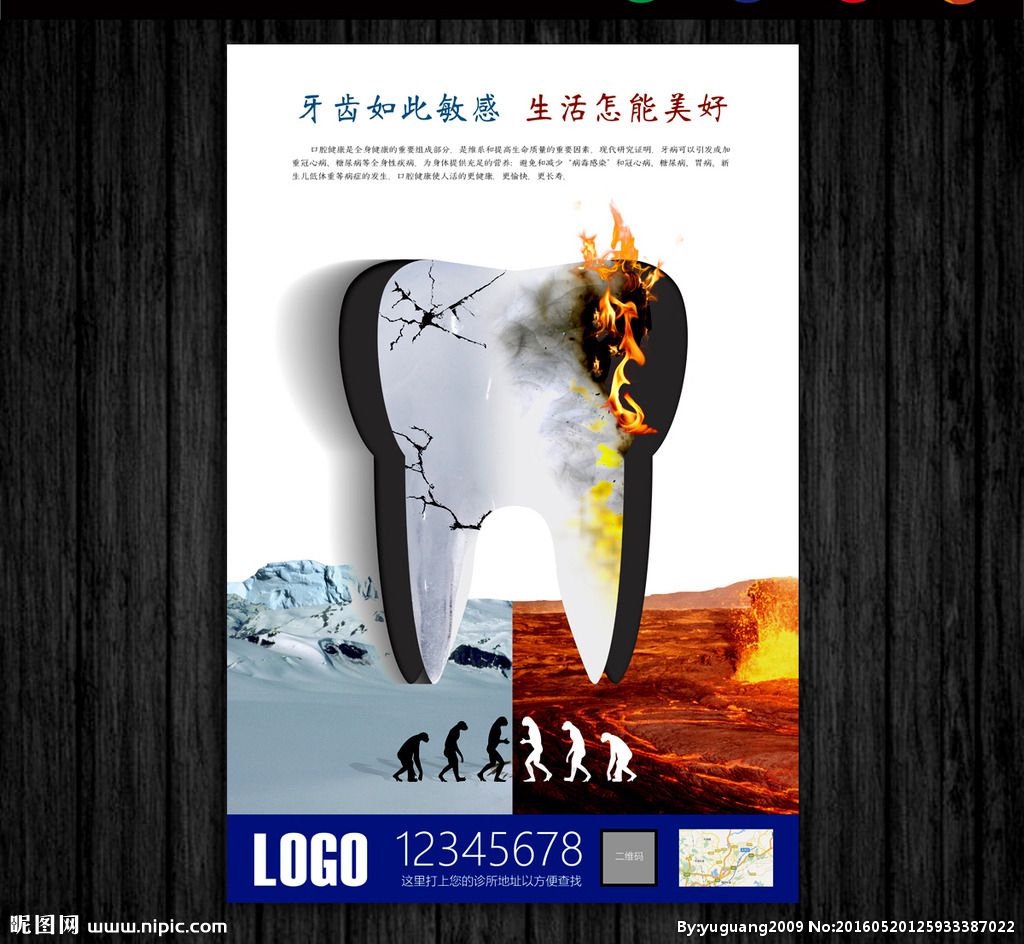 牙齿如此敏感 生活怎能美好
口腔健康是全身健康的重要组成部分，是维系和提高生命质量的重要因素。现代研究证明，牙病可以引发或加
重冠心病、糖尿病等全身性疾病。为身体提供充足的营养；避免和减少“病毒感染”和冠心病、糖尿病、胃病、新
生儿低体重等病症的发生。口腔健康使人活的更健康，更愉快，更长寿。
LOGO
12345678
这里打上您的诊所地址以方便查找
二维码
昵图网 www.nipic.com
By:yuguang2009 No:20160520125933387022